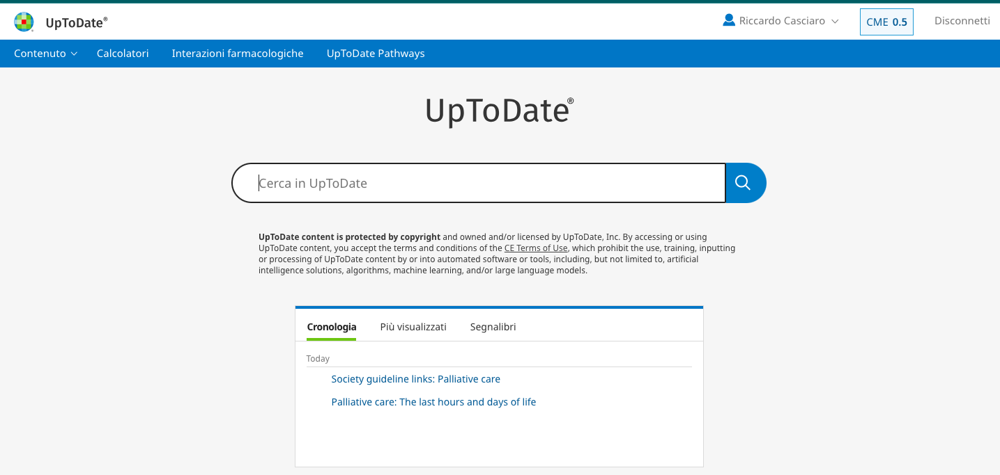 UpToDate®
Riccardo Casciaro
CME 0.5
Disconnetti
Contenuto
Calcolatori
Interazioni farmacologiche
UpToDate Pathways
UpToDate®
Cerca in UpToDate
UpToDate content is protected by copyright and owned and/or licensed by UpToDate, Inc. By accessing or using
UpToDate content, you accept the terms and conditions of the CE Terms of Use, which prohibit the use, training, inputting
or processing of UpToDate content by or into automated software or tools, including, but not limited to, artificial
intelligence solutions, algorithms, machine learning, and/or large language models.
Cronologia
Più visualizzati
Segnalibri
Today
Society guideline links: Palliative care
Palliative care: The last hours and days of life